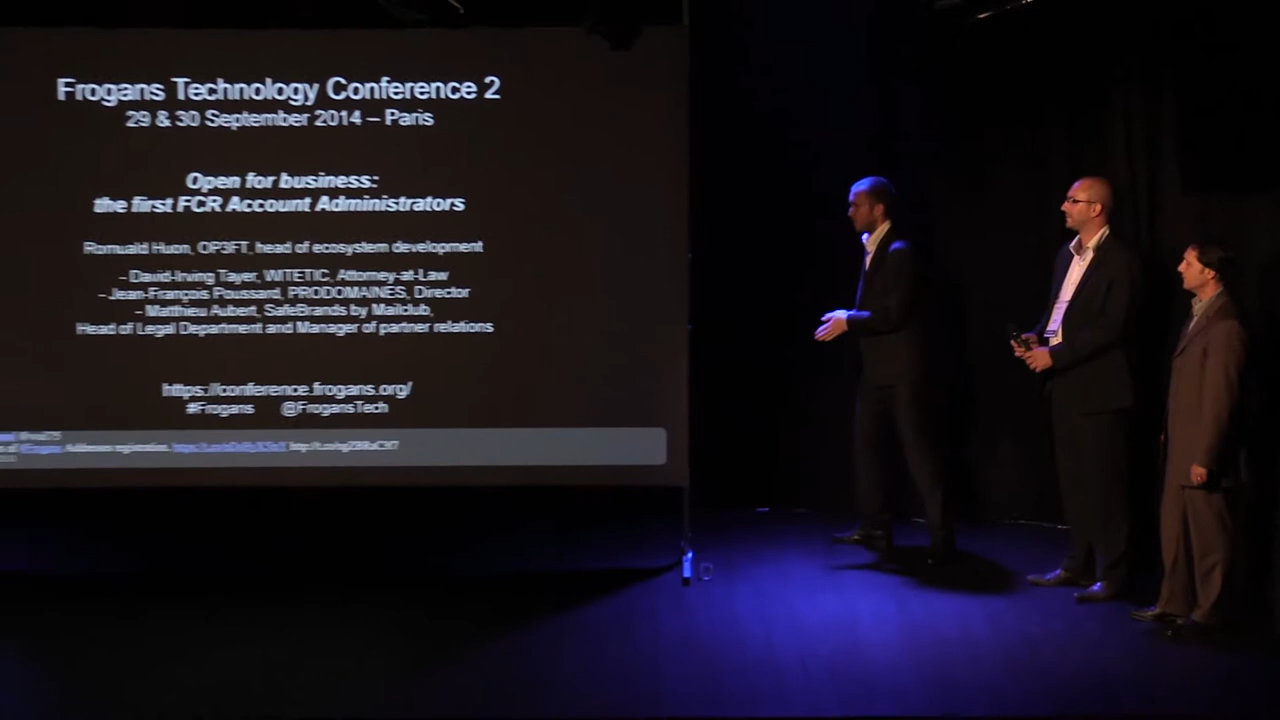 Frogans Technology Conference 2
29 & 30 September 2014 – Paris
Open for business:
the first FCR Account Administrators
Romuald Huon, OP3FT, head of ecosystem development
- David-Irving Tayer, WITETIC, Attorney-at-Law
- Jean-François Poussard, PRODOMAINES, Director
- Matthieu Aubert, SafeBrands by Mailclub,
Head of Legal Department and Manager of partner relations
https://conference.frogans.org/
#Frogans @FrogansTech
Addresses registration.